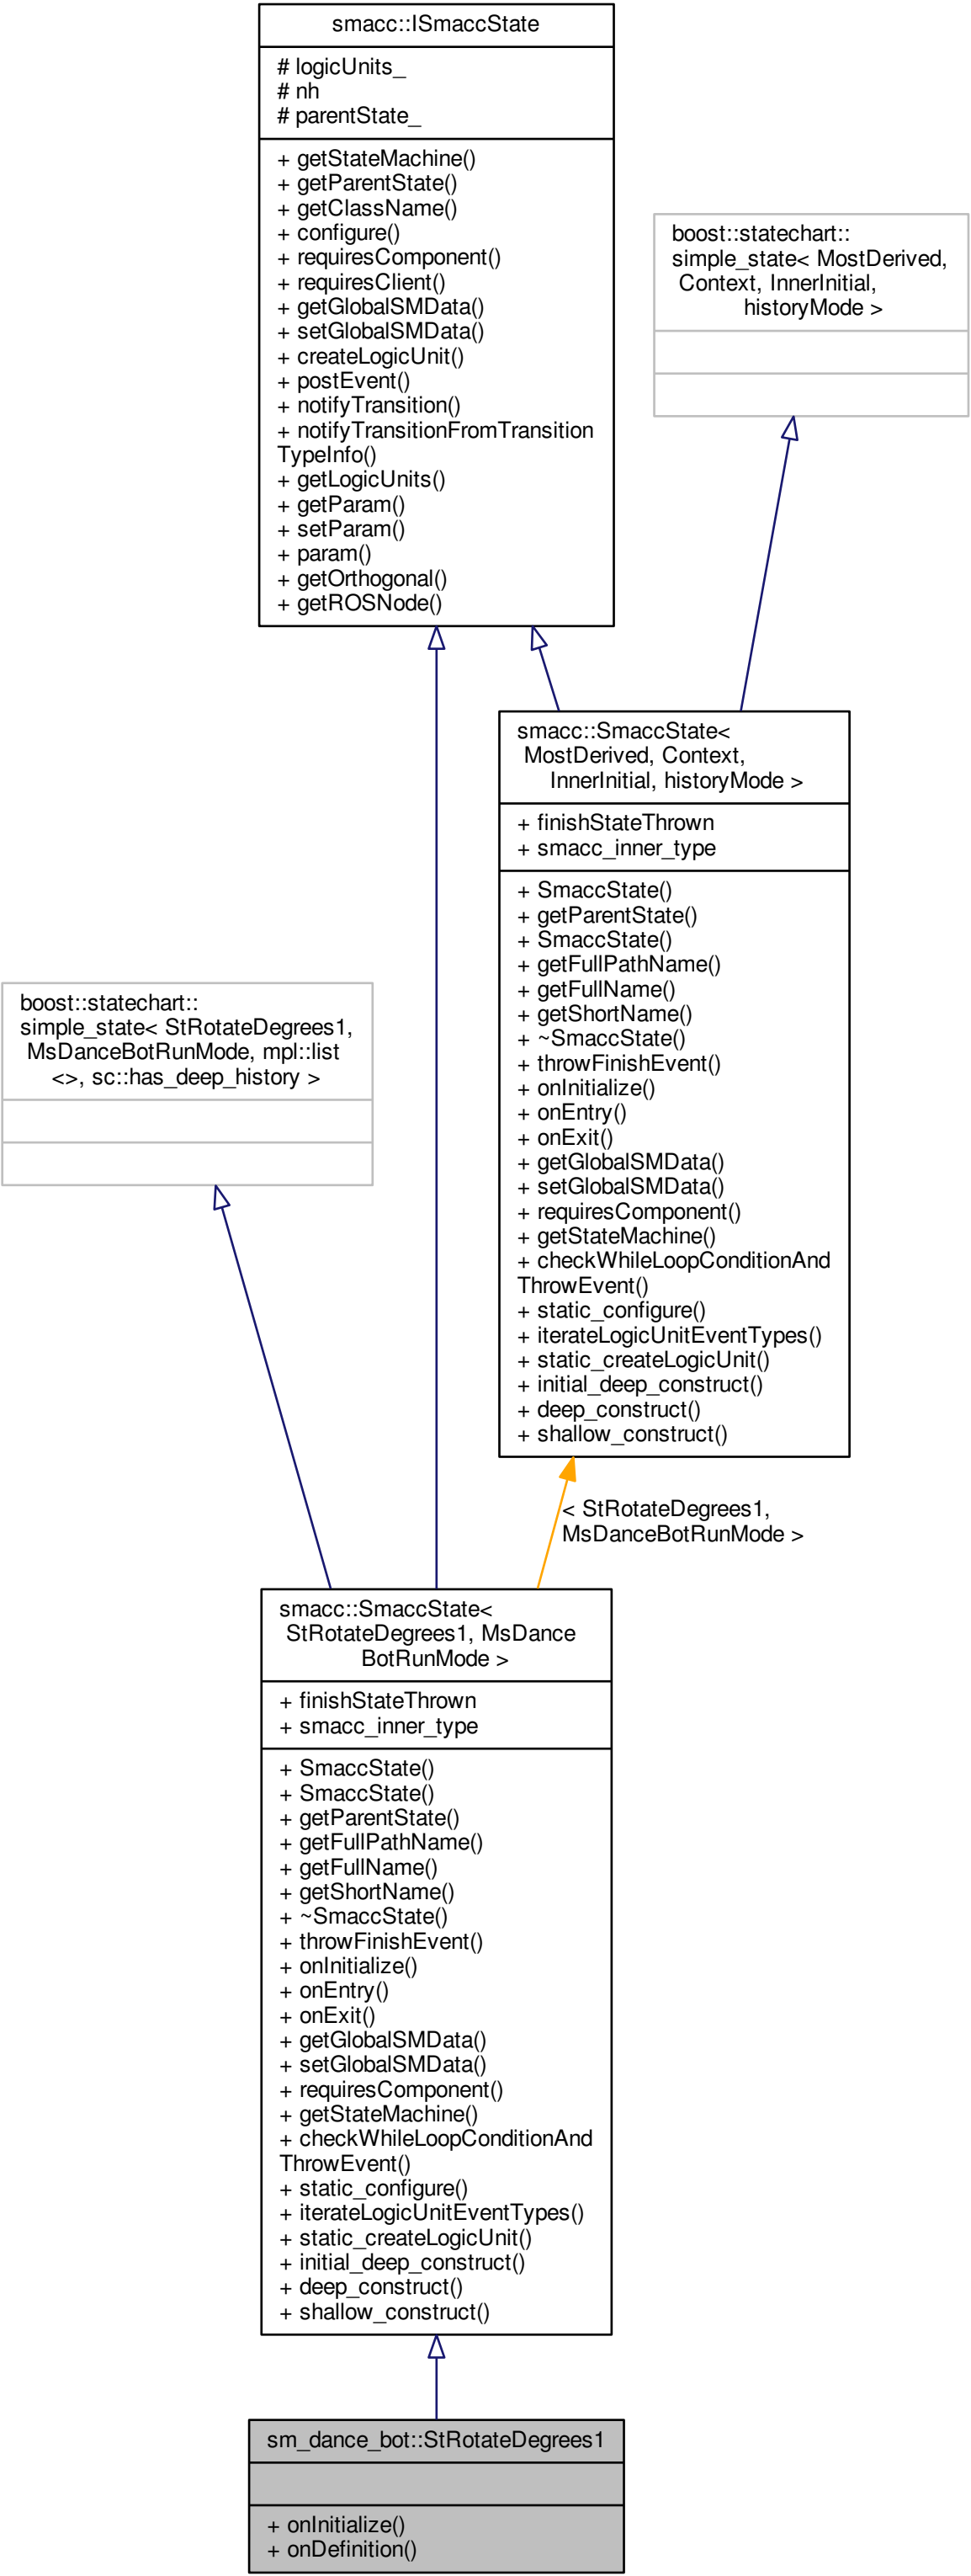 smacc::ISmaccState
# logicUnits_
# nh
# parentState_
+ getStateMachine()
+ getParentState()
+ getClassName()
+ configure()
+ requiresComponent()
+ requiresClient()
+ getGlobalSMData()
+ setGlobalSMData()
+ createLogicUnit()
+ postEvent()
+ notifyTransition()
+ notifyTransitionFromTransition
TypeInfo()
+ getLogicUnits()
+ getParam()
+ setParam()
+ param()
+ getOrthogonal()
+ getROSNode()
boost::statechart::
simple_state< MostDerived,
Context, InnerInitial,
historyMode >
smacc::SmaccState<
MostDerived, Context,
InnerInitial, historyMode >
+ finishStateThrown
+ smacc_inner_type
+ SmaccState()
+ getParentState()
+ SmaccState()
+ getFullPathName()
+ getFullName()
+ getShortName()
+ ~SmaccState()
+ throwFinishEvent()
+ onInitialize()
+ onEntry()
+ onExit()
+ getGlobalSMData()
+ setGlobalSMData()
+ requiresComponent()
+ getStateMachine()
+ checkWhileLoopConditionAnd
ThrowEvent()
+ static_configure()
+ iterateLogicUnitEventTypes()
+ static_createLogicUnit()
+ initial_deep_construct()
+ deep_construct()
+ shallow_construct()
boost::statechart::
simple_state< StRotateDegrees1,
MsDanceBotRunMode, mpl::list
<>, sc::has_deep_history >
< StRotateDegrees1,
MsDanceBotRunMode >
smacc::SmaccState<
StRotateDegrees1, MsDance
BotRunMode >
+ finishStateThrown
+ smacc_inner_type
+ SmaccState()
+ SmaccState()
+ getParentState()
+ getFullPathName()
+ getFullName()
+ getShortName()
+ ~SmaccState()
+ throwFinishEvent()
+ onInitialize()
+ onEntry()
+ onExit()
+ getGlobalSMData()
+ setGlobalSMData()
+ requiresComponent()
+ getStateMachine()
+ checkWhileLoopConditionAnd
ThrowEvent()
+ static_configure()
+ iterateLogicUnitEventTypes()
+ static_createLogicUnit()
+ initial_deep_construct()
+ deep_construct()
+ shallow_construct()
sm_dance_bot::StRotateDegrees1
+ onInitialize()
+ onDefinition()